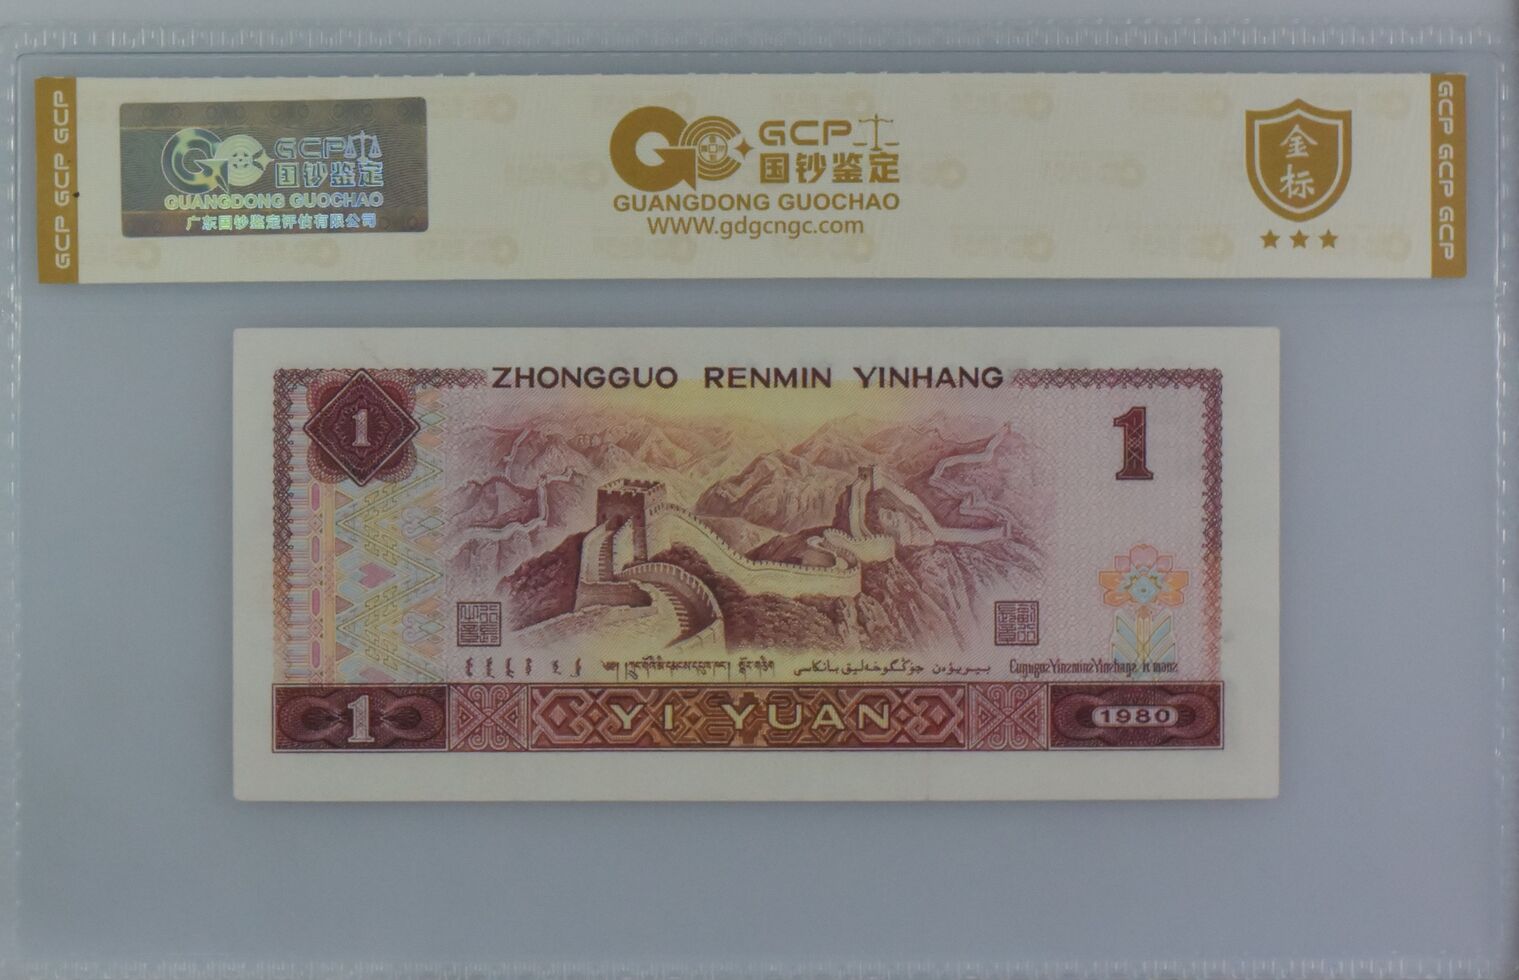 GCP GCP GCP
GCP
国钞鉴定
GUANGDONG GUOCHAO
广东国钞鉴定评估有限公司
GCP
国钞鉴定
GUANGDONG GUOCHAO
WWW.gdgcngc.com
金标
GCP GCP GCP
ZHONGGUO RENMIN YINHANG
1
1
1
YI YUAN
1980